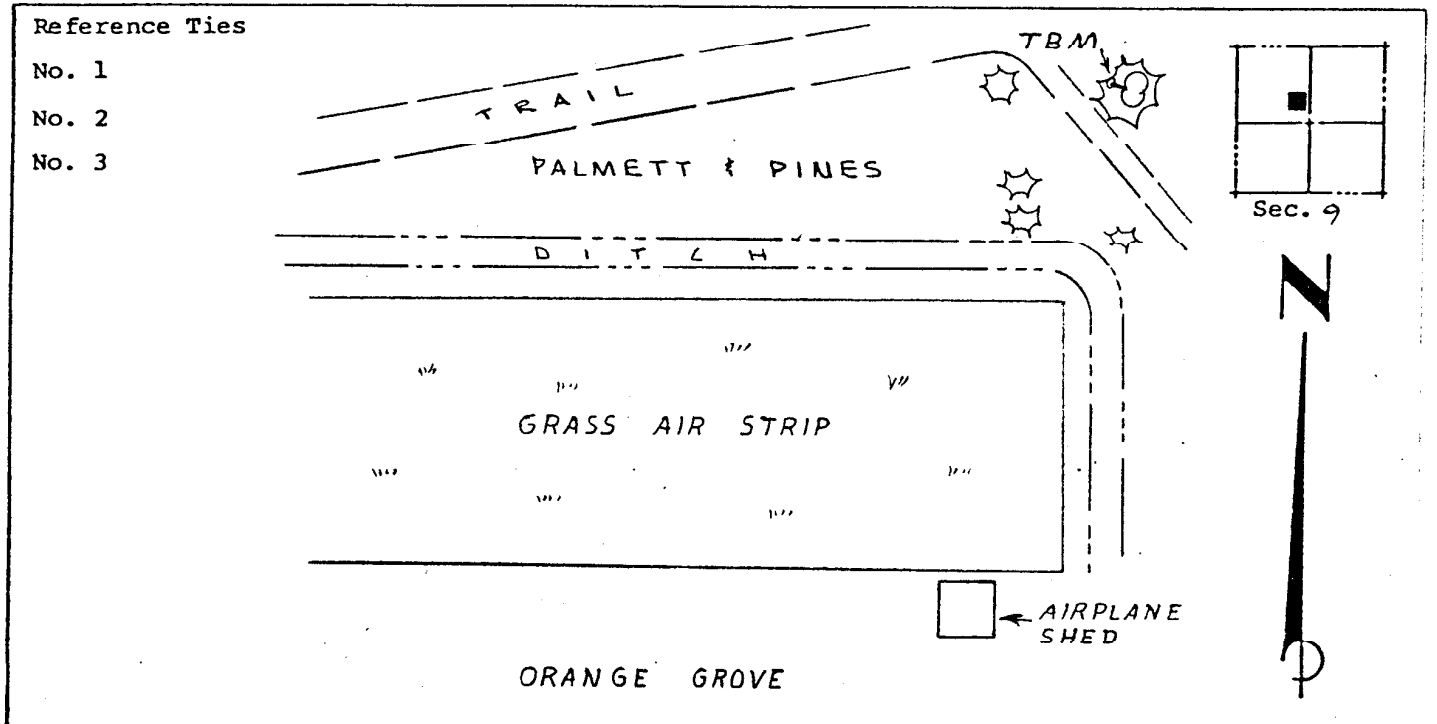 Reference Ties
No. 1
No. 2
No. 3
TBM
TRAIL
PALMETT & PINES
Sec. 9
DITCH
N
GRASS AIR STRIP
AIRPLANE
SHED
ORANGE GROVE